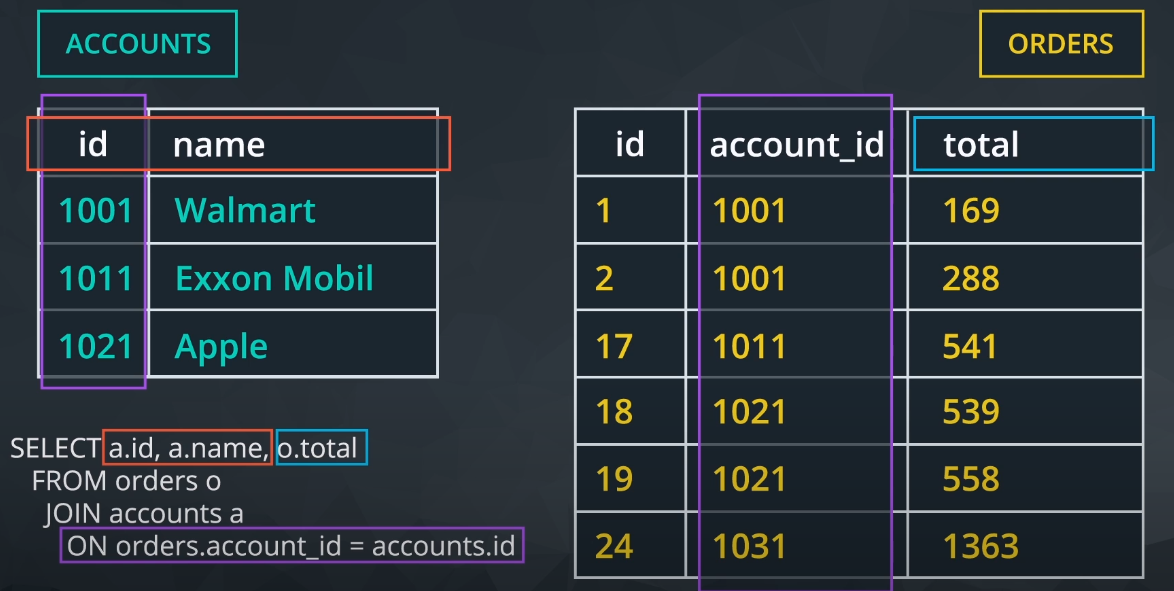 ACCOUNTS
ORDERS
id name
1001 Walmart
1011 Exxon Mobil
1021 Apple
id account_id total
1 1001 169
2 1001 288
17 1011 541
18 1021 539
19 1021 558
24 1031 1363
SELECT a.id, a.name, o.total
FROM orders o
JOIN accounts a
ON orders.account_id = accounts.id